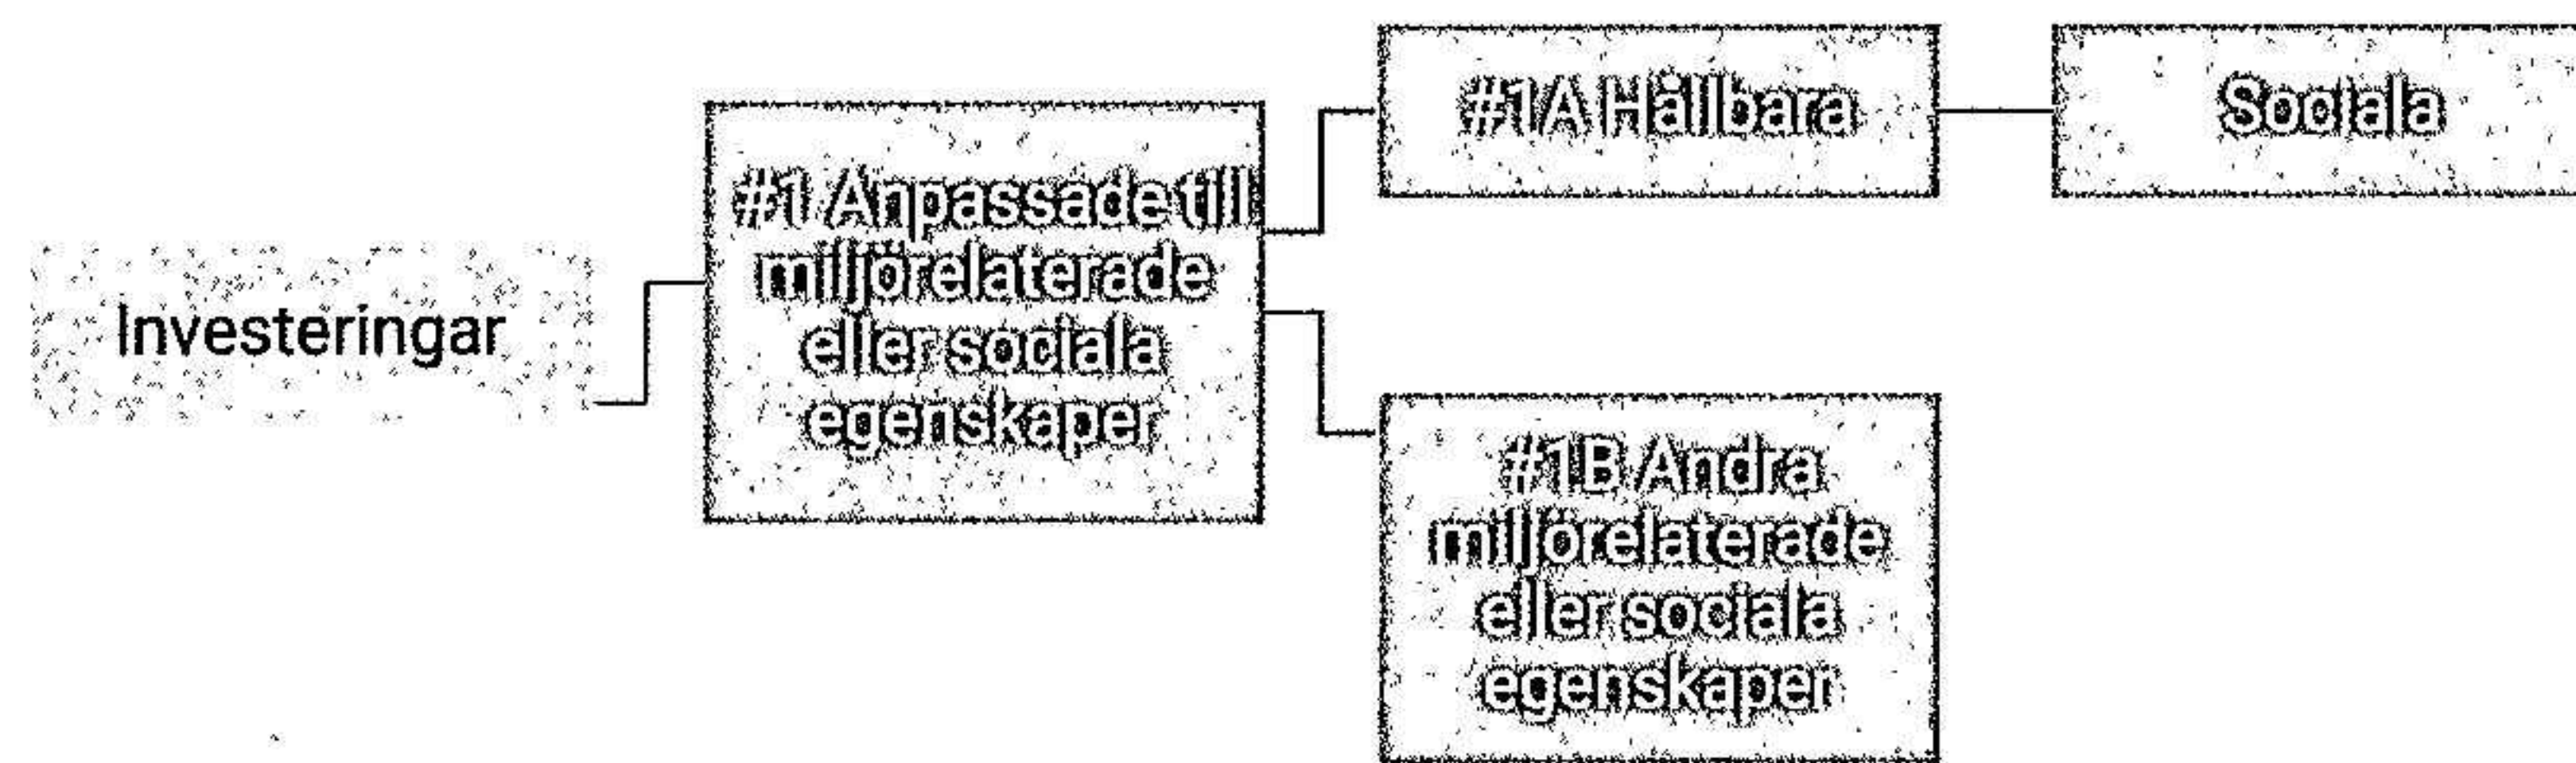 Investeringar
#1 Anpassade till
miljörelaterade
eller sociala
egenskaper
#1A Hållbara
Sociala
#1B Andra
miljörelaterade
eller sociala
egenskaper